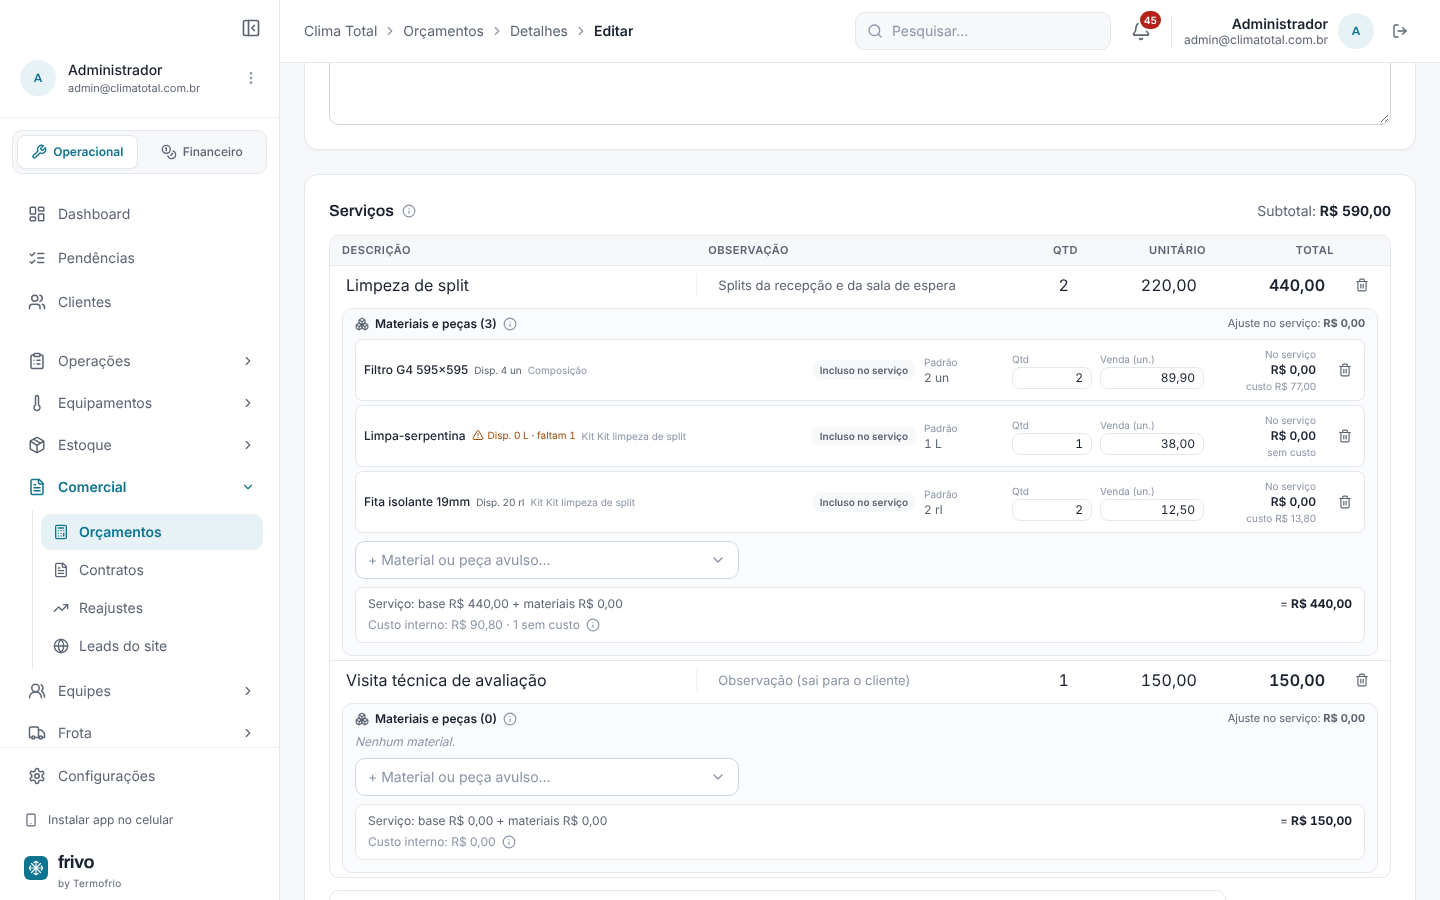 Administrador
admin@climatotal.com.br
A
Operacional
Financeiro
Dashboard
Pendências
Clientes
Operações
Equipamentos
Estoque
Comercial
Orçamentos
Contratos
Reajustes
Leads do site
Equipes
Frota
Configurações
Instalar app no celular
frivo
by Termofrio
Clima Total > Orçamentos > Detalhes > Editar
Pesquisar...
45
Administrador
admin@climatotal.com.br
A
Serviços
Subtotal: R$ 590,00
DESCRIÇÃO OBSERVAÇÃO QTD UNITÁRIO TOTAL
Limpeza de split Splits da recepção e da sala de espera 2 220,00 440,00
Materiais e peças (3) Ajuste no serviço: R$ 0,00
Filtro G4 595×595 Disp. 4 un Composição
Incluso no serviço
Padrão
2 un
Qtd
2
Venda (un.)
89,90
No serviço
R$ 0,00
custo R$ 77,00
Limpa-serpentina Disp. 0 L · faltam 1 Kit Kit limpeza de split
Incluso no serviço
Padrão
1 L
Qtd
1
Venda (un.)
38,00
No serviço
R$ 0,00
sem custo
Fita isolante 19mm Disp. 20 rl Kit Kit limpeza de split
Incluso no serviço
Padrão
2 rl
Qtd
2
Venda (un.)
12,50
No serviço
R$ 0,00
custo R$ 13,80
+ Material ou peça avulso...
Serviço: base R$ 440,00 + materiais R$ 0,00 = R$ 440,00
Custo interno: R$ 90,80 · 1 sem custo
Visita técnica de avaliação Observação (sai para o cliente) 1 150,00 150,00
Materiais e peças (0) Ajuste no serviço: R$ 0,00
Nenhum material.
+ Material ou peça avulso...
Serviço: base R$ 0,00 + materiais R$ 0,00 = R$ 150,00
Custo interno: R$ 0,00